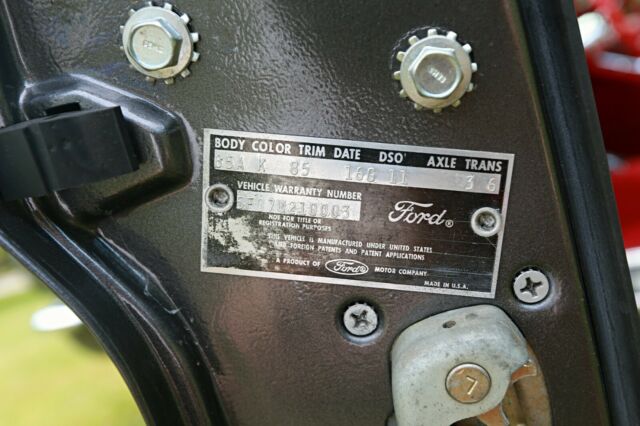 BODY COLOR TRIM DATE DSO AXLE TRANS
65A K 85 16B 11 3 6
VEHICLE WARRANTY NUMBER
NOT FOR TITLE OR
REGISTRATION PURPOSES
Ford®
THIS VEHICLE IS MANUFACTURED UNDER UNITED STATES
AND FOREIGN PATENTS AND PATENT APPLICATIONS
A PRODUCT OF Ford MOTOR COMPANY
MADE IN U.S.A.
7